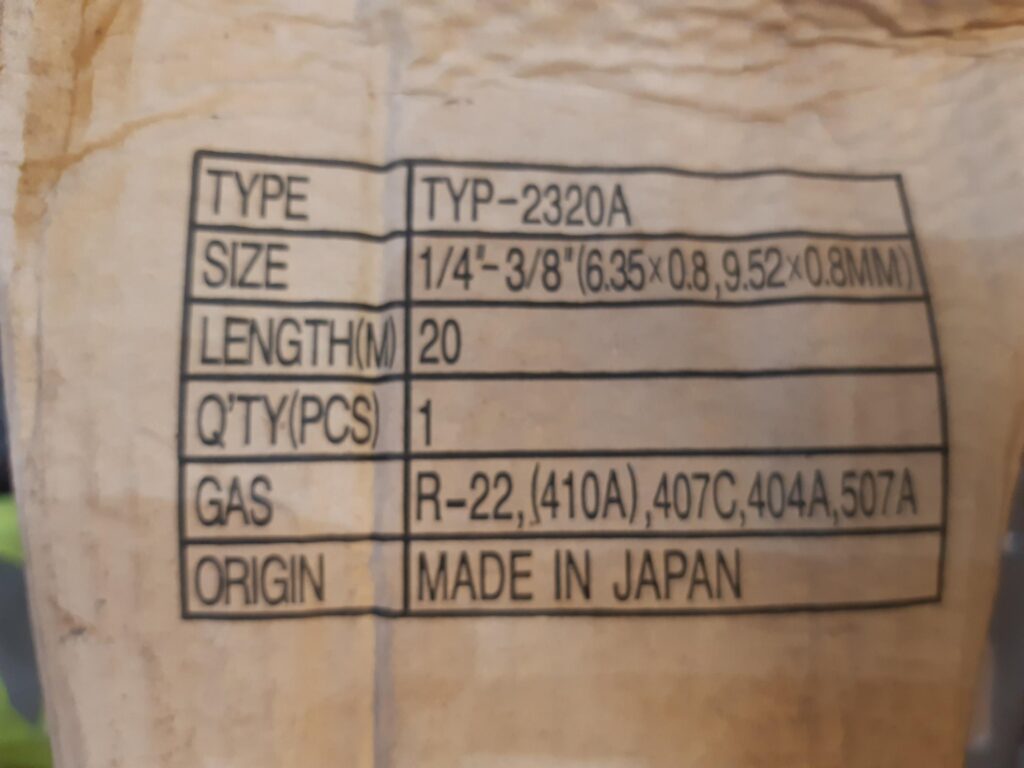 TYPE TYP-2320A
SIZE 1/4"-3/8"(6.35×0.8,9.52×0.8MM)
LENGTH(M) 20
Q'TY(PCS) 1
GAS R-22,(410A),407C,404A,507A
ORIGIN MADE IN JAPAN